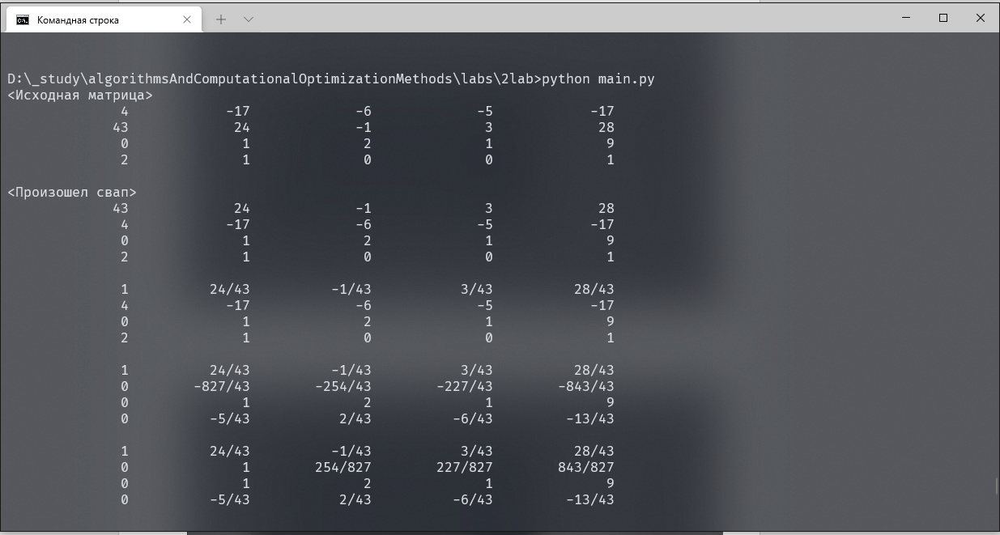 Командная строка
D:\_study\algorithmsAndComputationalOptimizationMethods\labs\2lab>python main.py
<Исходная матрица>
4 -17 -6 -5 -17
43 24 -1 3 28
0 1 2 1 9
2 1 0 0 1
<Произошел свап>
43 24 -1 3 28
4 -17 -6 -5 -17
0 1 2 1 9
2 1 0 0 1
1 24/43 -1/43 3/43 28/43
4 -17 -6 -5 -17
0 1 2 1 9
2 1 0 0 1
1 24/43 -1/43 3/43 28/43
0 -827/43 -254/43 -227/43 -843/43
0 1 2 1 9
0 -5/43 2/43 -6/43 -13/43
1 24/43 -1/43 3/43 28/43
0 1 254/827 227/827 843/827
0 1 2 1 9
0 -5/43 2/43 -6/43 -13/43